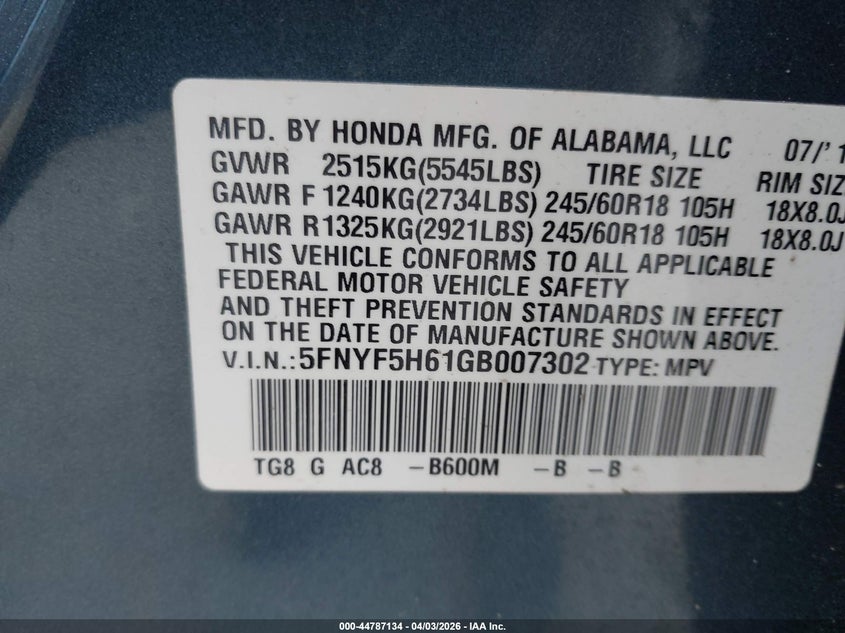 MFD. BY HONDA MFG. OF ALABAMA, LLC 07/' 1
GVWR 2515KG(5545LBS) TIRE SIZE RIM SIZ
GAWR F 1240KG(2734LBS) 245/60R18 105H 18X8.0J
GAWR R1325KG(2921LBS) 245/60R18 105H 18X8.0J
THIS VEHICLE CONFORMS TO ALL APPLICABLE
FEDERAL MOTOR VEHICLE SAFETY
AND THEFT PREVENTION STANDARDS IN EFFECT
ON THE DATE OF MANUFACTURE SHOWN ABOVE.
V.I.N.:5FNYF5H61GB007302 TYPE: MPV
TG8 G AC8 -B600M -B -B
000-44787134 - 04/03/2026 - IAA Inc.